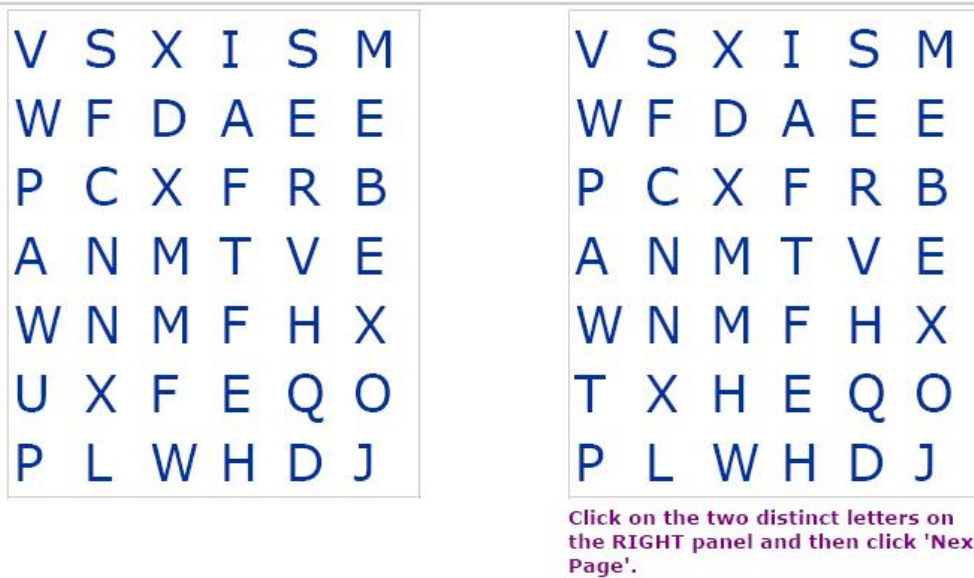 V S X I S M
W F D A E E
P C X F R B
A N M T V E
W N M F H X
U X F E Q O
P L W H D J
V S X I S M
W F D A E E
P C X F R B
A N M T V E
W N M F H X
T X H E Q O
P L W H D J
Click on the two distinct letters on
the RIGHT panel and then click 'Nex
Page'.